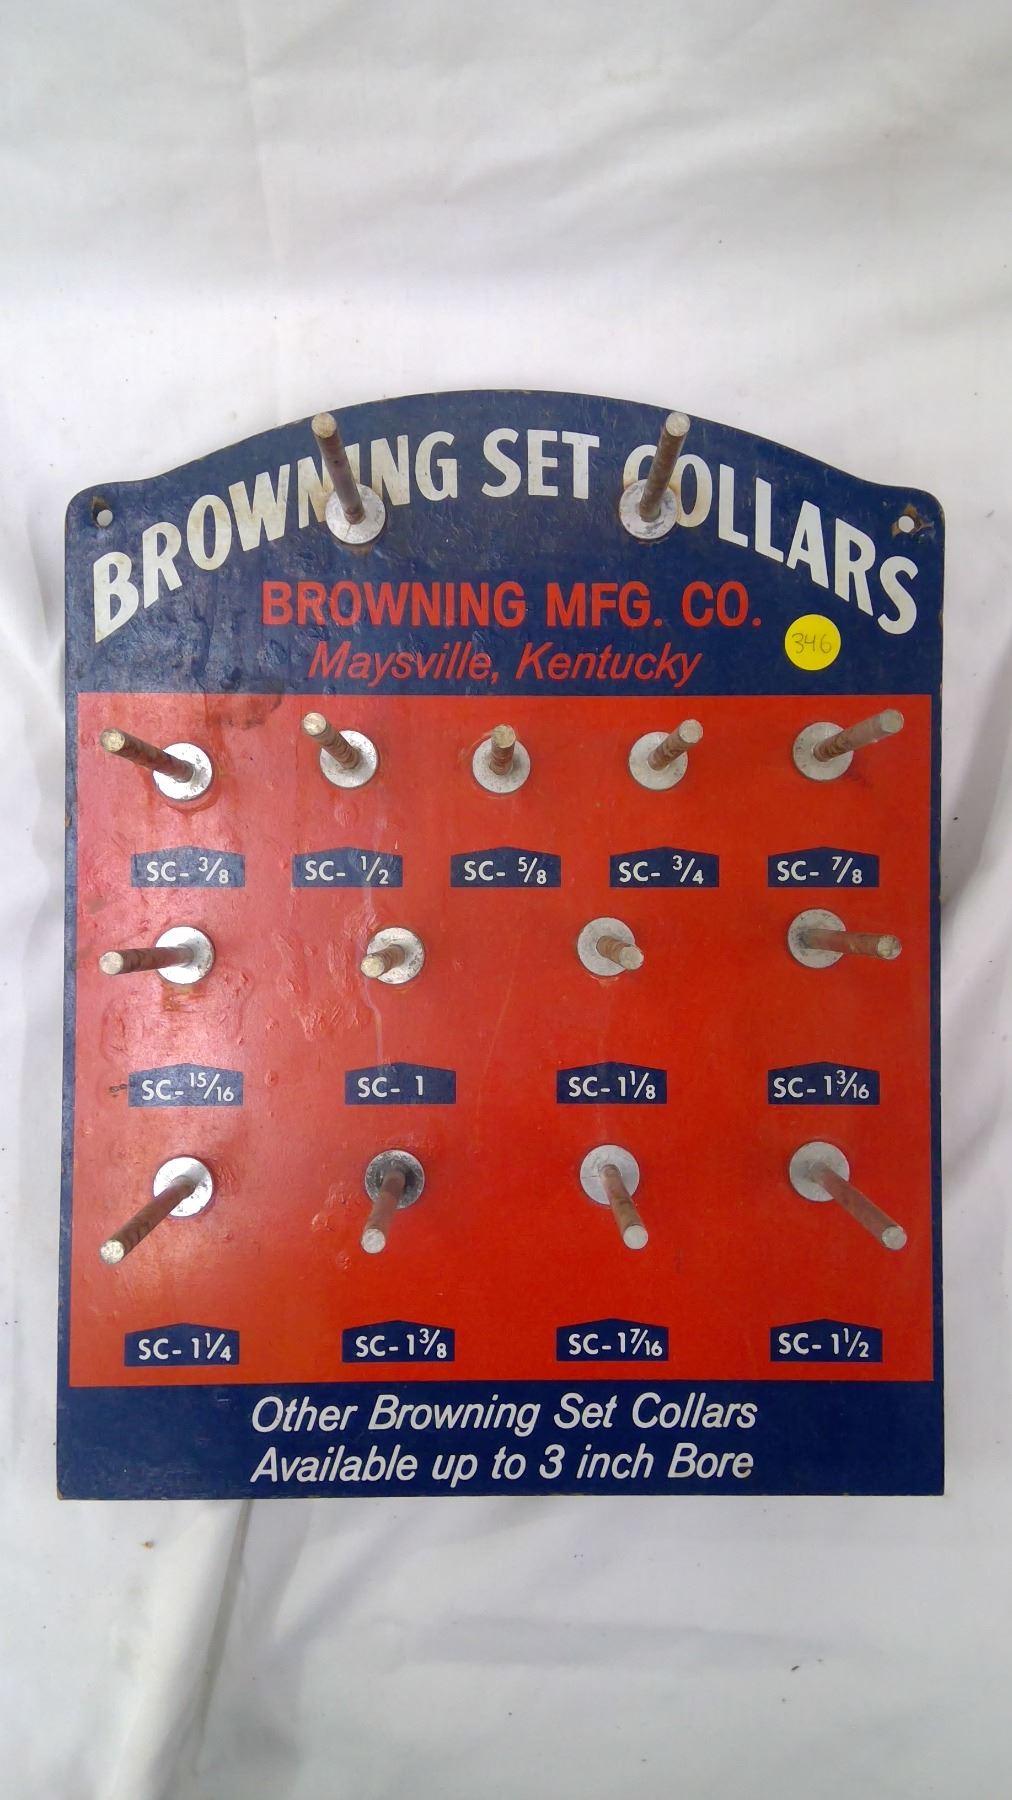 BROWNING SET COLLARS
BROWNING MFG. CO.
346
Maysville, Kentucky
SC- 3/8 SC- 1/2 SC- 5/8 SC- 3/4 SC- 7/8
SC- 15/16 SC- 1 SC- 1 1/8 SC- 1 3/16
SC- 1 1/4 SC- 1 3/8 SC- 1 7/16 SC- 1 1/2
Other Browning Set Collars
Available up to 3 inch Bore